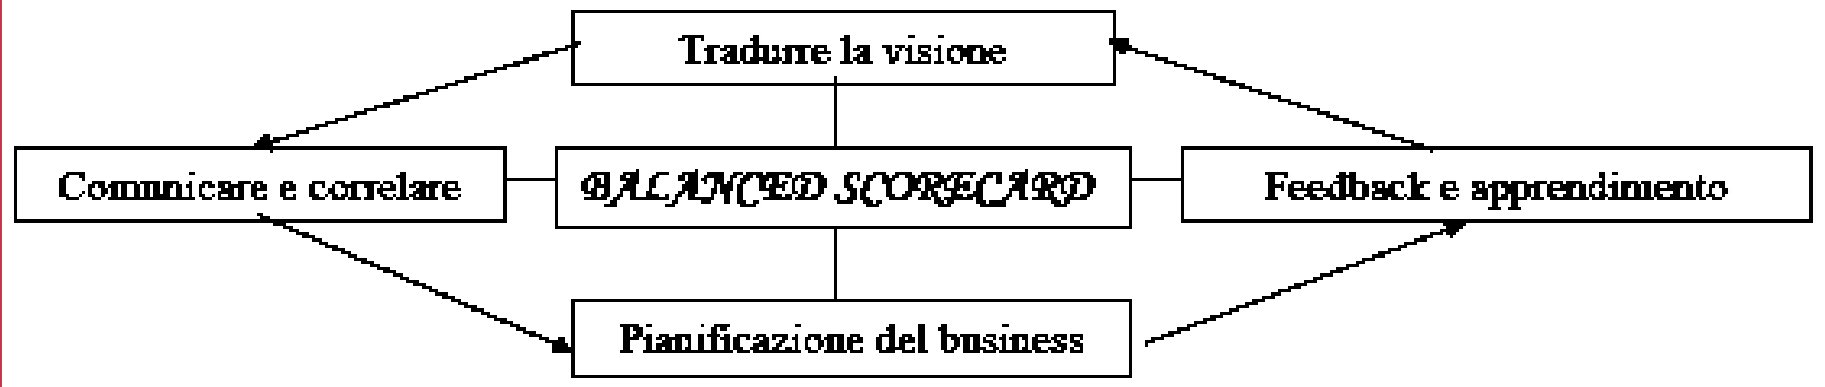 Tradurre la visione
Comunicare e correlare
BALANCED SCORECARD
Feedback e apprendimento
Pianificazione del business